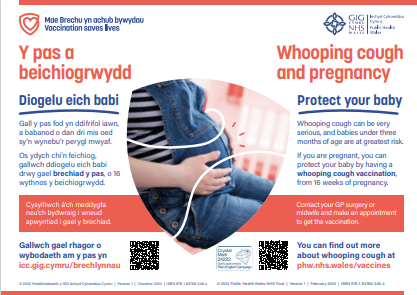 Mae Brechu yn achub bywydau
Vaccination saves lives
GIG
CYMRU
NHS
WALES
Iechyd Cyhoeddus
Cymru
Public Health
Wales
Y pas a
beichiogrwydd
Diogelu eich babi
Gall y pas fod yn ddifrifol iawn,
a babanod o dan dri mis oed
sy'n wynebu'r perygl mwyaf.
Os ydych chi'n feichiog,
gallwch ddiogelu eich babi
drwy gael brechiad y pas, o 16
wythnos y beichiogrwydd.
Cysylltwch â'ch meddygfa
neu'ch bydwraig i wneud
apwyntiad i gael y brechiad.
Gallwch gael rhagor o
wybodaeth am y pas yn
icc.gig.cymru/brechlynnau
Whooping cough
and pregnancy
Protect your baby
Whooping cough can be very
serious, and babies under three
months of age are at greatest risk.
If you are pregnant, you can
protect your baby by having a
whooping cough vaccination,
from 16 weeks of pregnancy.
Contact your GP surgery or
midwife and make an appointment
to get the vaccination.
Crystal
Mark
24222
You can find out more
about whooping cough at
phw.nhs.wales/vaccines